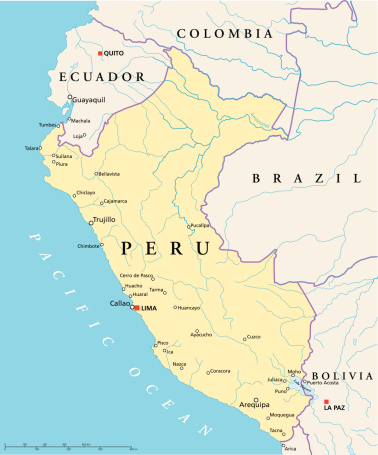 COLOMBIA
QUITO
ECUADOR
Guayaquil
Machala
Tumbes
Loja
Talara
Sullana
Piura
Bellavista
BRAZIL
Chiclayo
Cajamarca
Trujillo
Pucallpa
Chimbote
PERU
Cerro de Pasco
Huacho
Tarma
Huaral
Callao
LIMA
Huancayo
PACIFIC OCEAN
Ayacucho
Cuzco
Pisco
Ica
Nazca
Coracora
Moho
BOLIVIA
Juliaca
Puerto Acosta
Puno
Arequipa
LA PAZ
Moquegua
Tacna
Arica